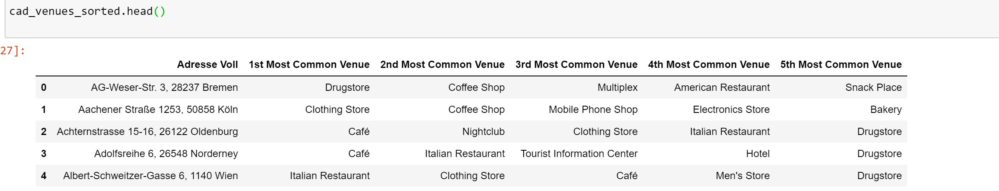 cad_venues_sorted.head()
27]:
Adresse Voll 1st Most Common Venue 2nd Most Common Venue 3rd Most Common Venue 4th Most Common Venue 5th Most Common Venue
0 AG-Weser-Str. 3, 28237 Bremen Drugstore Coffee Shop Multiplex American Restaurant Snack Place
1 Aachener Straße 1253, 50858 Köln Clothing Store Coffee Shop Mobile Phone Shop Electronics Store Bakery
2 Achternstrasse 15-16, 26122 Oldenburg Café Nightclub Clothing Store Italian Restaurant Drugstore
3 Adolfsreihe 6, 26548 Norderney Café Italian Restaurant Tourist Information Center Hotel Drugstore
4 Albert-Schweitzer-Gasse 6, 1140 Wien Italian Restaurant Clothing Store Café Men's Store Drugstore